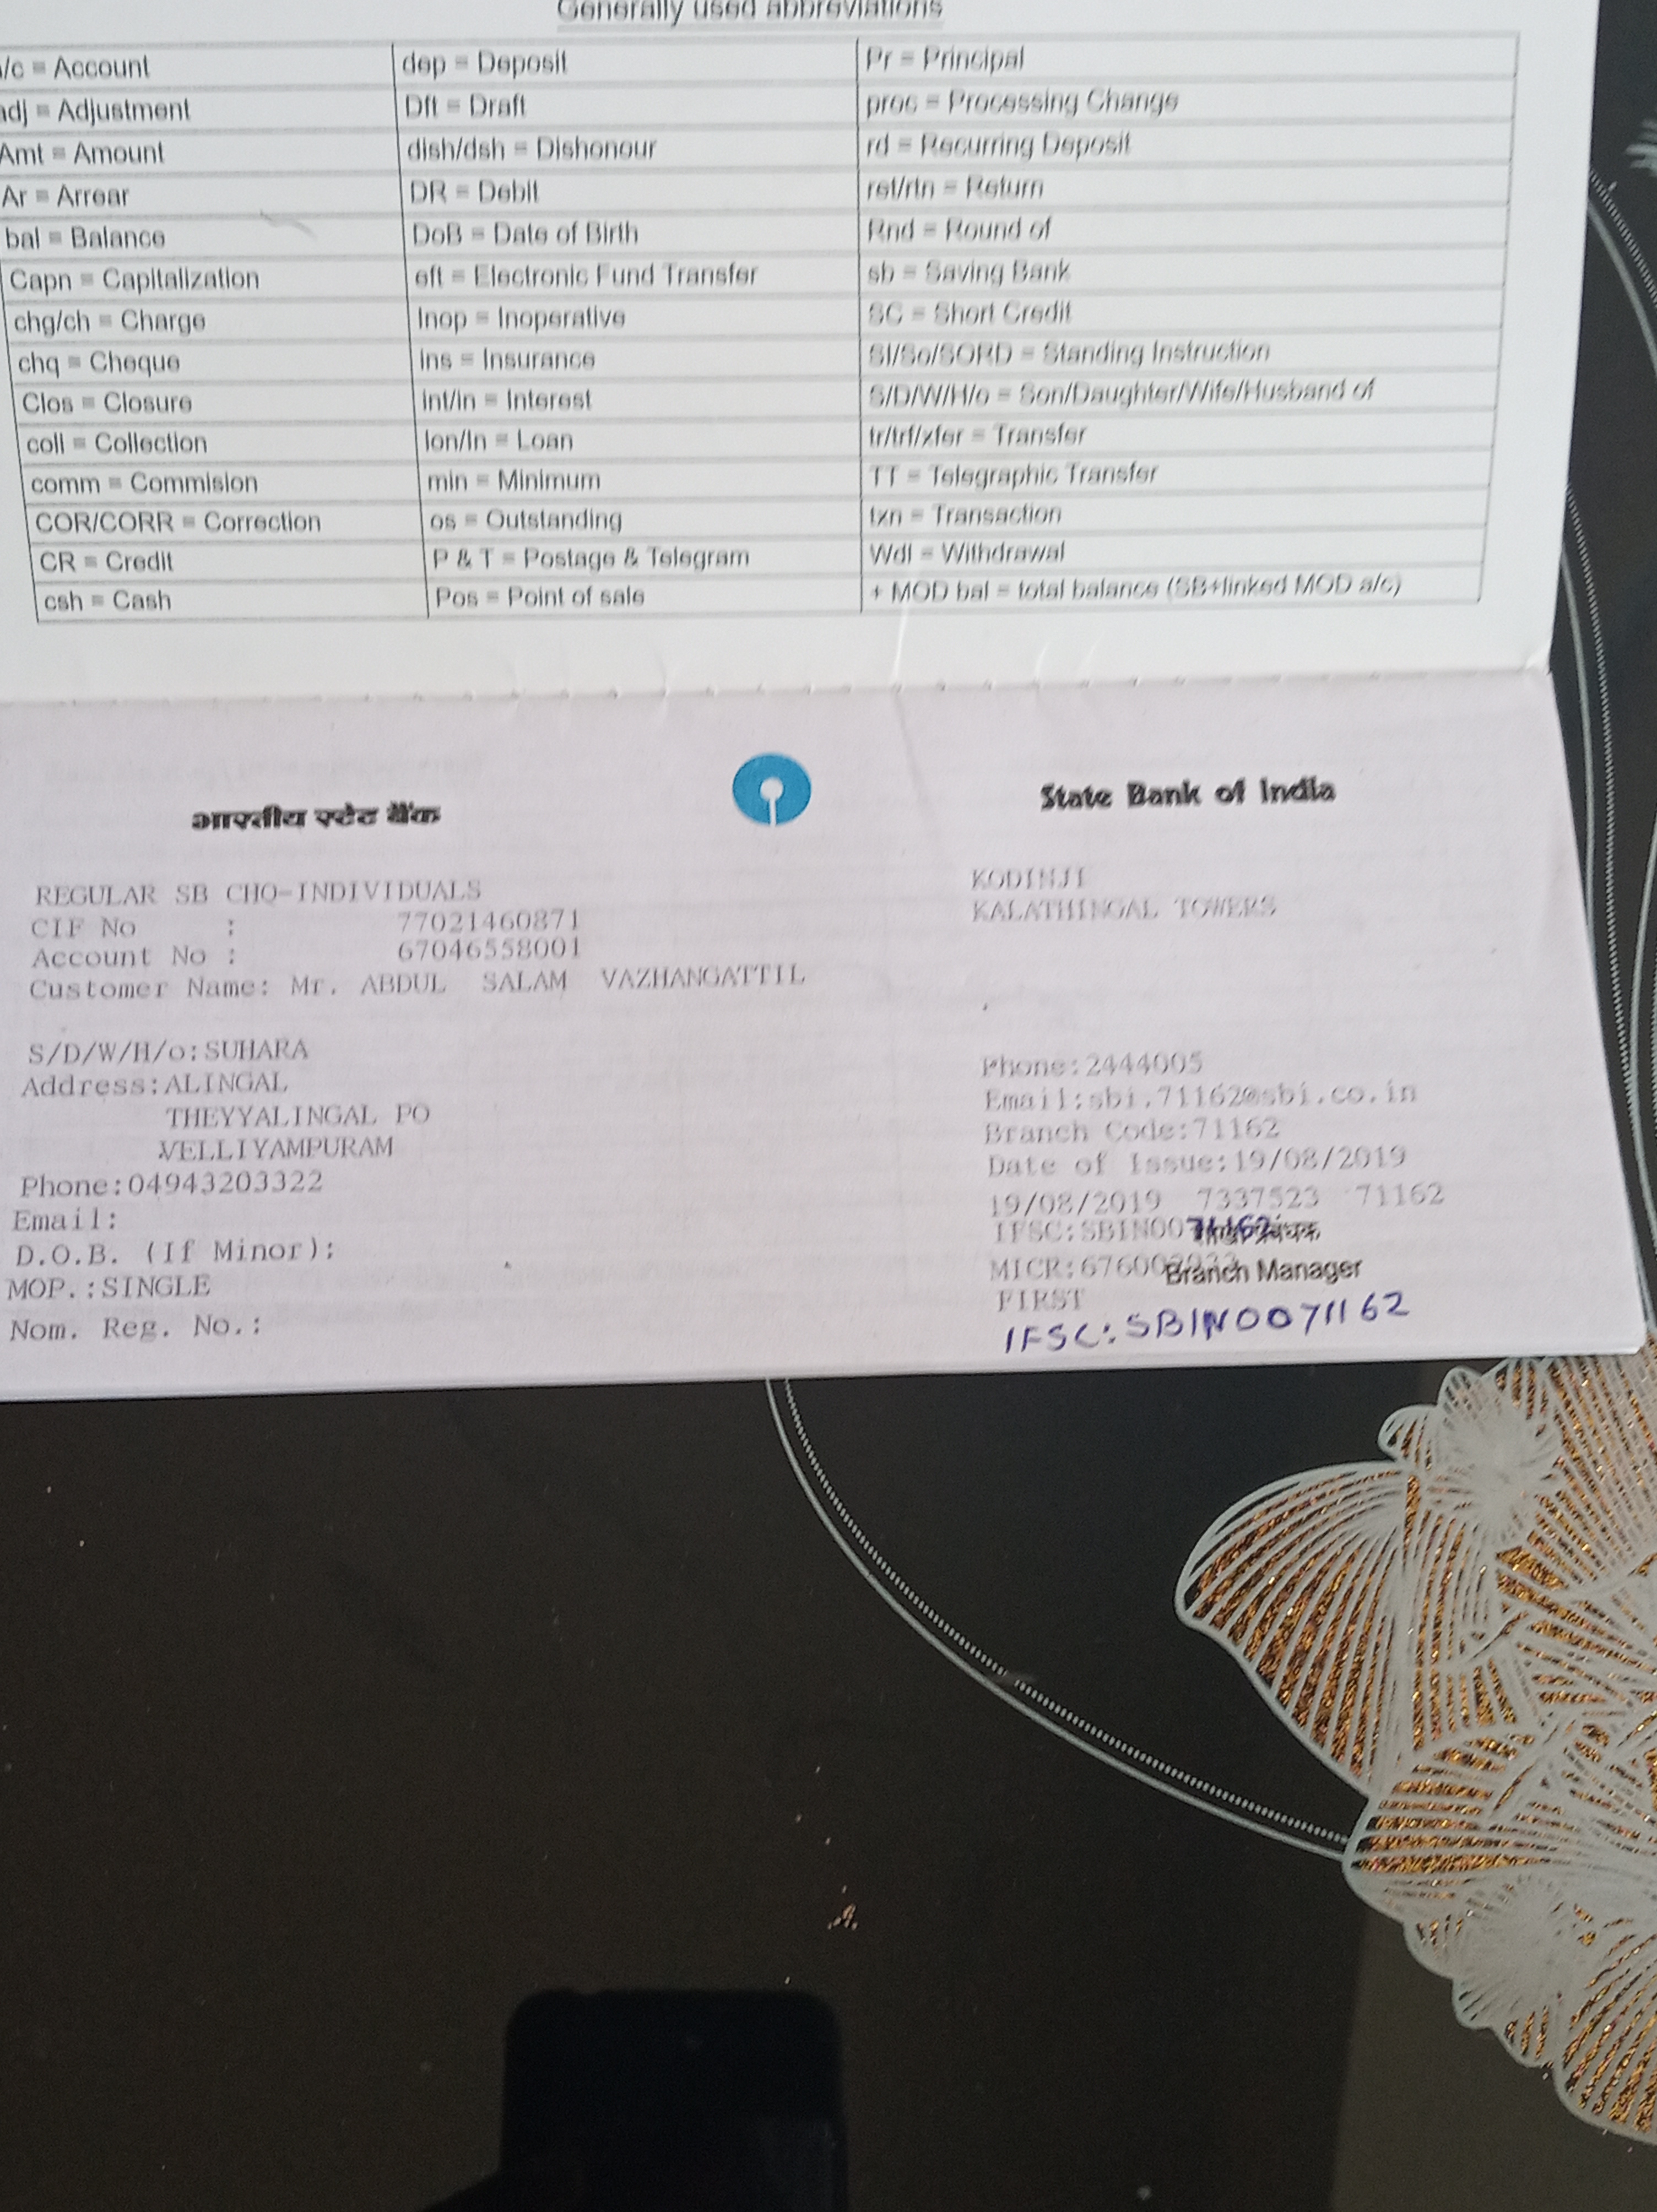 Generally used abbreviations
/c = Account
adj = Adjustment
Amt = Amount
Ar = Arrear
bal = Balance
Capn = Capitalization
chg/ch = Charge
chq = Cheque
Clos = Closure
coll = Collection
comm = Commision
COR/CORR = Correction
CR = Credit
csh = Cash
dep = Deposit
Dft = Draft
dish/dsh = Dishonour
DR = Debit
DoB = Date of Birth
eft = Electronic Fund Transfer
Inop = Inoperative
ins = Insurance
int/in = Interest
lon/ln = Loan
min = Minimum
os = Outstanding
P & T = Postage & Telegram
Pos = Point of sale
Pr = Principal
proc = Processing Change
rd = Recurring Deposit
ret/rtn = Return
Rnd = Round of
sb = Saving Bank
SC = Short Credit
SI/So/SORD = Standing Instruction
S/D/W/H/o = Son/Daughter/Wife/Husband of
tr/trf/xfer = Transfer
TT = Telegraphic Transfer
txn = Transaction
Wdl = Withdrawal
+ MOD bal = total balance (SB+linked MOD a/c)
भारतीय स्टेट बैंक
State Bank of India
REGULAR SB CHQ-INDIVIDUALS
CIF No : 77021460871
Account No : 67046558001
Customer Name: Mr. ABDUL SALAM VAZHANGATTIL
S/D/W/H/o:SUHARA
Address:ALINGAL
THEYYALINGAL PO
VELLIYAMPURAM
Phone:04943203322
Email:
D.O.B. (If Minor):
MOP.:SINGLE
Nom. Reg. No.:
KODINJI
KALATHINGAL TOWERS
Phone:2444005
Email:sbi.71162@sbi.co.in
Branch Code:71162
Date of Issue:19/08/2019
19/08/2019 7337523 71162
IFSC:SBIN0071162
MICR:
Branch Manager
FIRST
IFSC:SBIN0071162